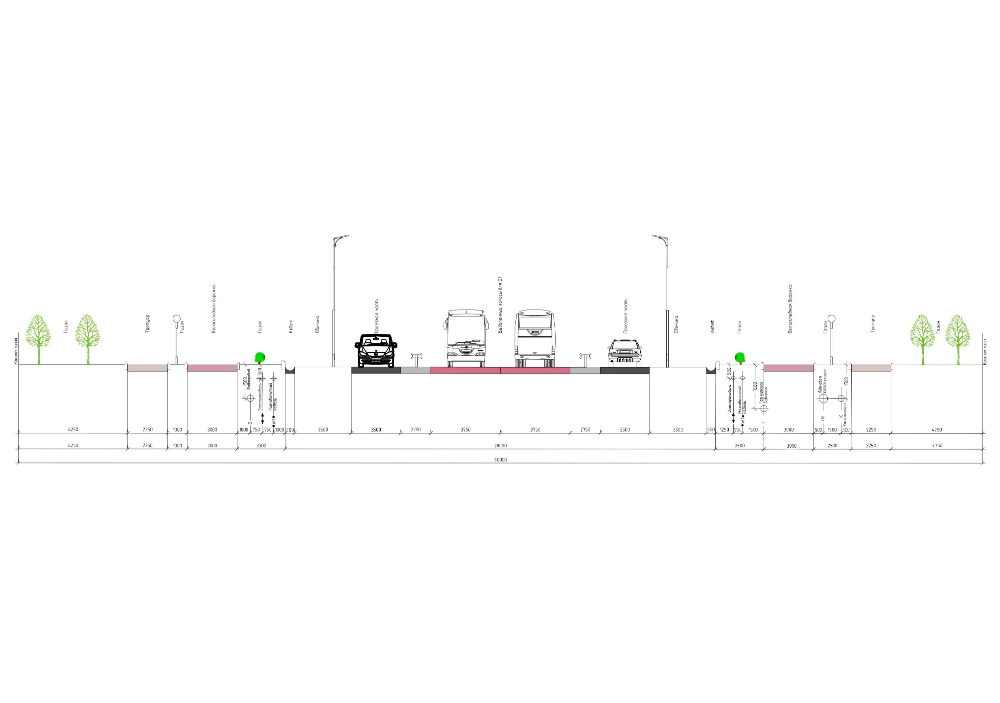 Красная линия
Газон
Тротуар
Газон
Велосипедная дорожка
Газон
Кювет
Обочина
Проезжая часть
Выделенные полосы для ОТ
Проезжая часть
Обочина
Кювет
Газон
Велосипедная дорожка
Газон
Тротуар
Газон
Красная линия
1500
Водопровод
500
Электрокабель
Низковольтный
кабель
В
W1
500
Электрокабель
Низковольтный
кабель
W1
1600
Газ низкого
давления
Г
Ливневая
канализация
ЛК
1500
К
Канализация
6250 2250 1000 3000 1000 750 750 1000 500 3500 3500 2750 3750 3750 2750 3500 3500 500 1250 750 1500 3000 500 1500 500 2250 4750
6250 2250 1000 3000 3500 28000 3500 3000 2500 2250 4750
60000